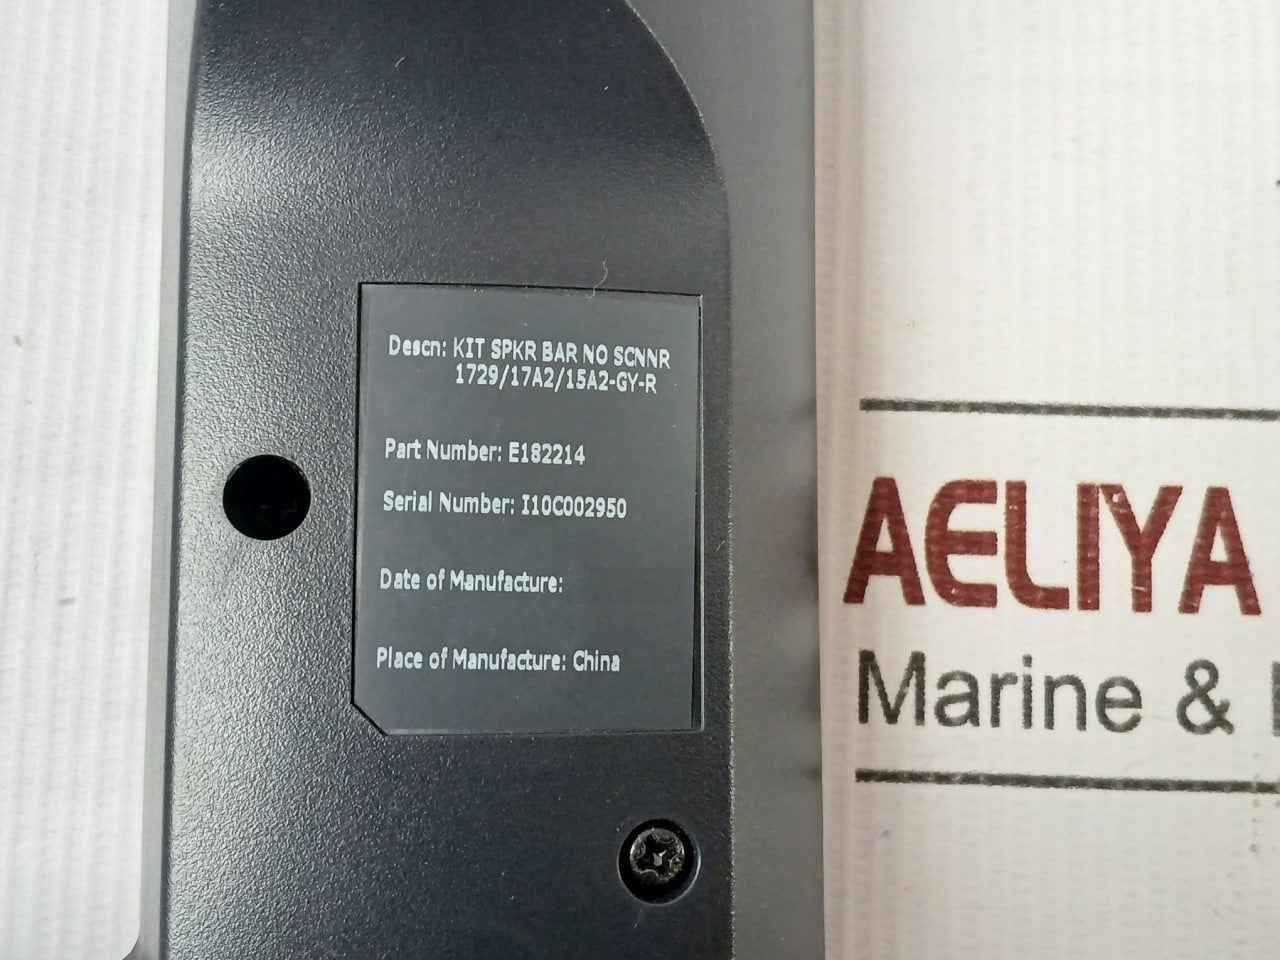 Descn: KIT SPKR BAR NO SCNNR
1729/17A2/15A2-GY-R
Part Number: E182214
Serial Number: I10C002950
Date of Manufacture:
Place of Manufacture: China
AELIYA
Marine &